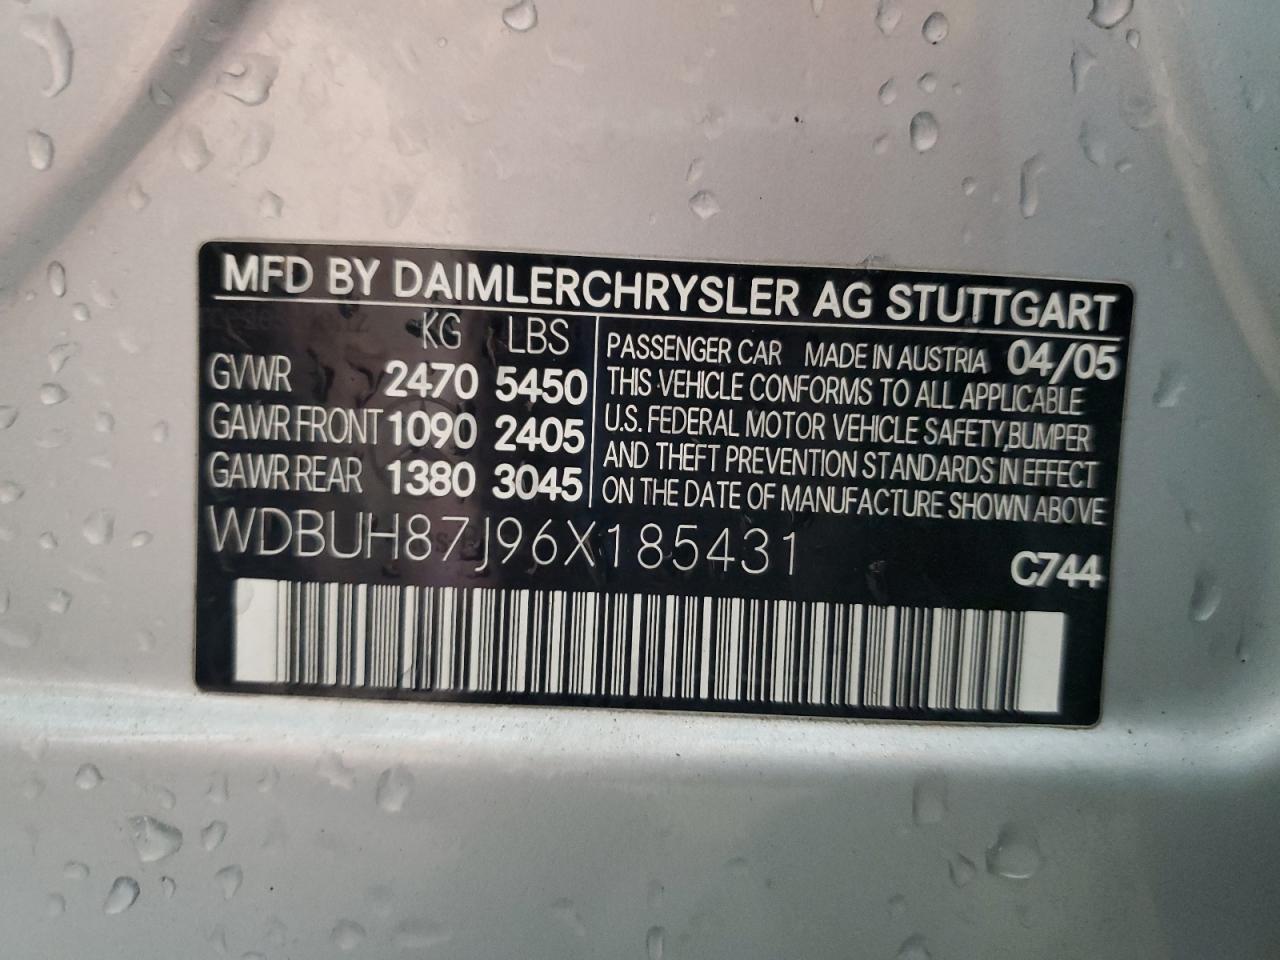 MFD BY DAIMLERCHRYSLER AG STUTTGART
KG LBS
GVWR 2470 5450
GAWR FRONT 1090 2405
GAWR REAR 1380 3045
PASSENGER CAR MADE IN AUSTRIA 04/05
THIS VEHICLE CONFORMS TO ALL APPLICABLE
U.S. FEDERAL MOTOR VEHICLE SAFETY,BUMPER
AND THEFT PREVENTION STANDARDS IN EFFECT
ON THE DATE OF MANUFACTURE SHOWN ABOVE
WDBUH87J96X185431
C744